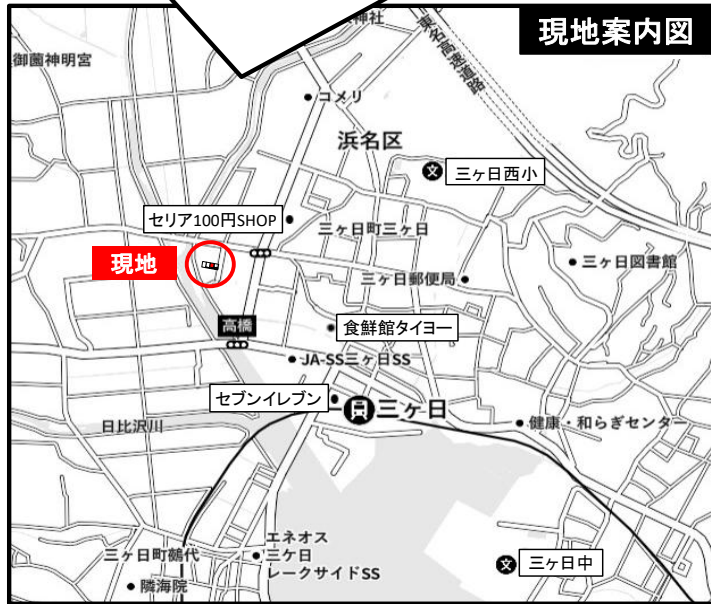 現地案内図
神社
東名高速道路
御薗神明宮
コメリ
浜名区
三ヶ日西小
セリア100円SHOP
三ヶ日町三ヶ日
現地
三ヶ日郵便局
三ヶ日図書館
高橋
食鮮館タイヨー
JA-SS三ヶ日SS
セブンイレブン
三ヶ日
日比沢川
健康・和らぎセンター
エネオス
三ケ日
レークサイドSS
三ヶ日町鵺代
三ヶ日中
隣海院